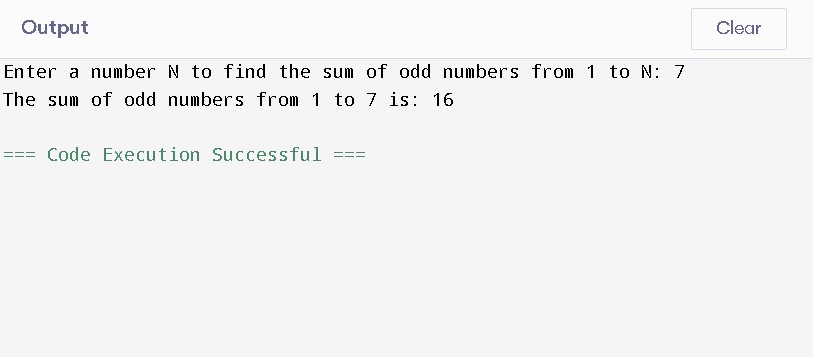 Output
Clear
Enter a number N to find the sum of odd numbers from 1 to N: 7
The sum of odd numbers from 1 to 7 is: 16
=== Code Execution Successful ===